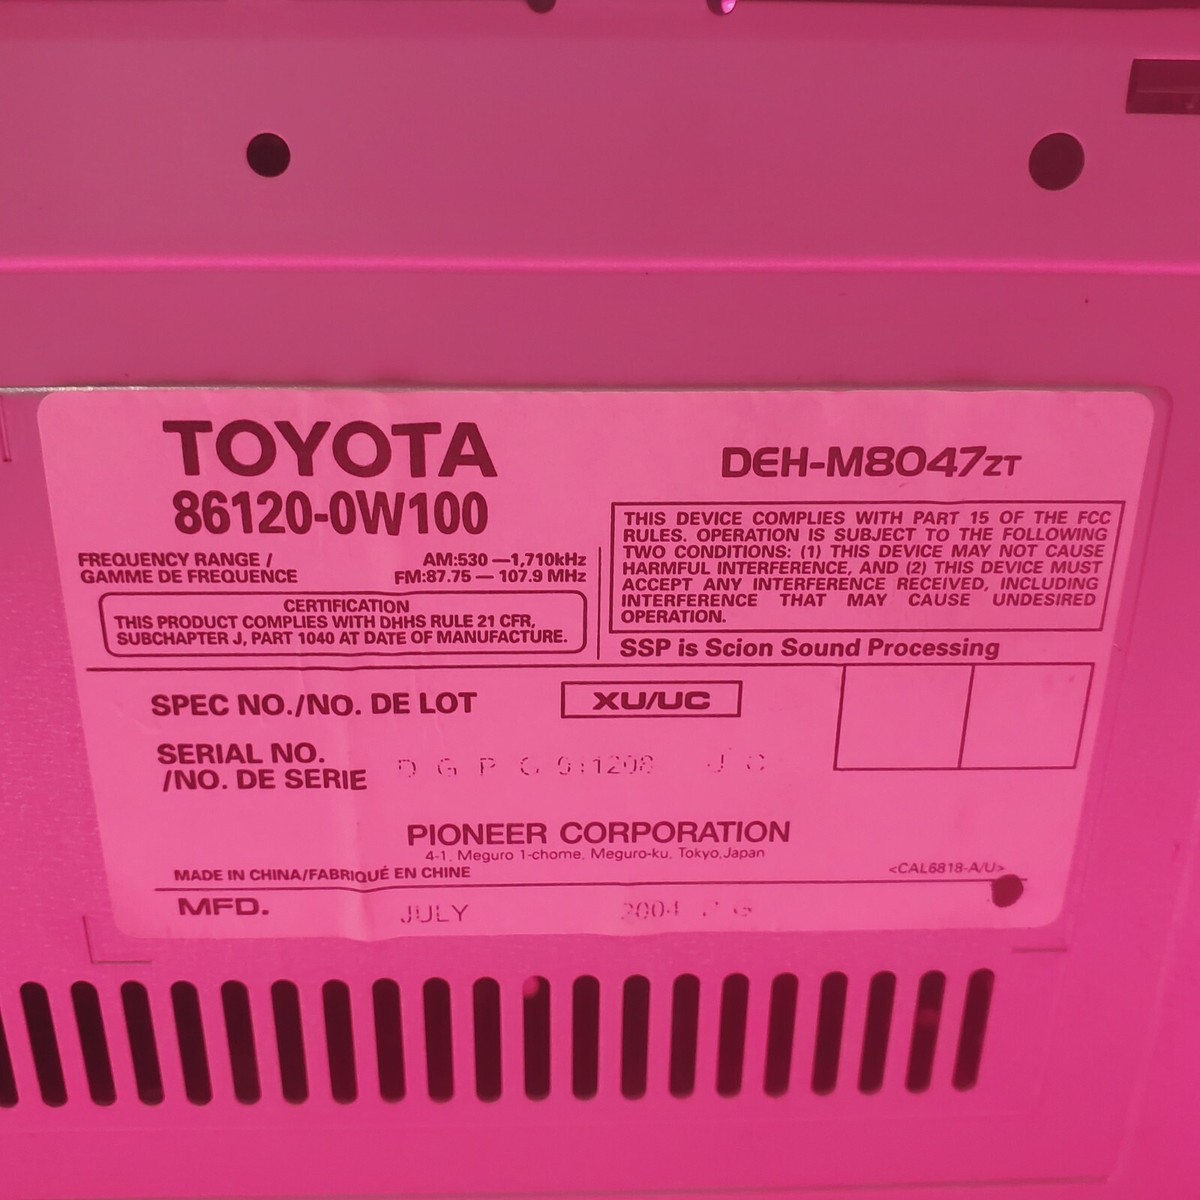 TOYOTA
86120-0W100
FREQUENCY RANGE /
GAMME DE FREQUENCE
AM:530 —1,710kHz
FM:87.75 — 107.9 MHz
CERTIFICATION
THIS PRODUCT COMPLIES WITH DHHS RULE 21 CFR,
SUBCHAPTER J, PART 1040 AT DATE OF MANUFACTURE.
DEH-M8047ZT
THIS DEVICE COMPLIES WITH PART 15 OF THE FCC
RULES. OPERATION IS SUBJECT TO THE FOLLOWING
TWO CONDITIONS: (1) THIS DEVICE MAY NOT CAUSE
HARMFUL INTERFERENCE, AND (2) THIS DEVICE MUST
ACCEPT ANY INTERFERENCE RECEIVED, INCLUDING
INTERFERENCE THAT MAY CAUSE UNDESIRED
OPERATION.
SSP is Scion Sound Processing
SPEC NO./NO. DE LOT XU/UC
SERIAL NO.
/NO. DE SERIE
PIONEER CORPORATION
4-1, Meguro 1-chome, Meguro-ku, Tokyo,Japan
MADE IN CHINA/FABRIQUÉ EN CHINE
<CAL6818-A/U>
MFD. JULY 2004